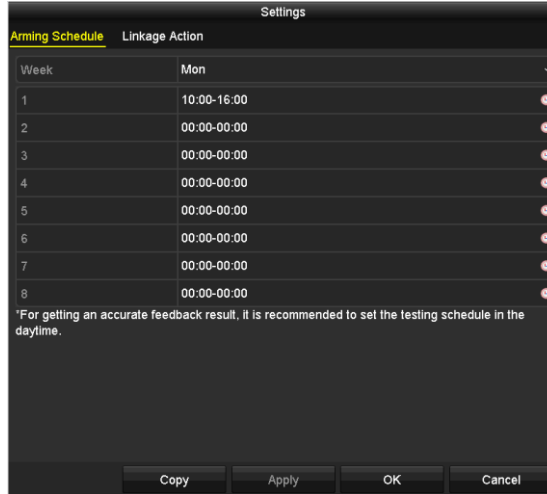 Settings
Arming Schedule Linkage Action
Week Mon
1 10:00-16:00
2 00:00-00:00
3 00:00-00:00
4 00:00-00:00
5 00:00-00:00
6 00:00-00:00
7 00:00-00:00
8 00:00-00:00
*For getting an accurate feedback result, it is recommended to set the testing schedule in the
daytime.
Copy Apply OK Cancel